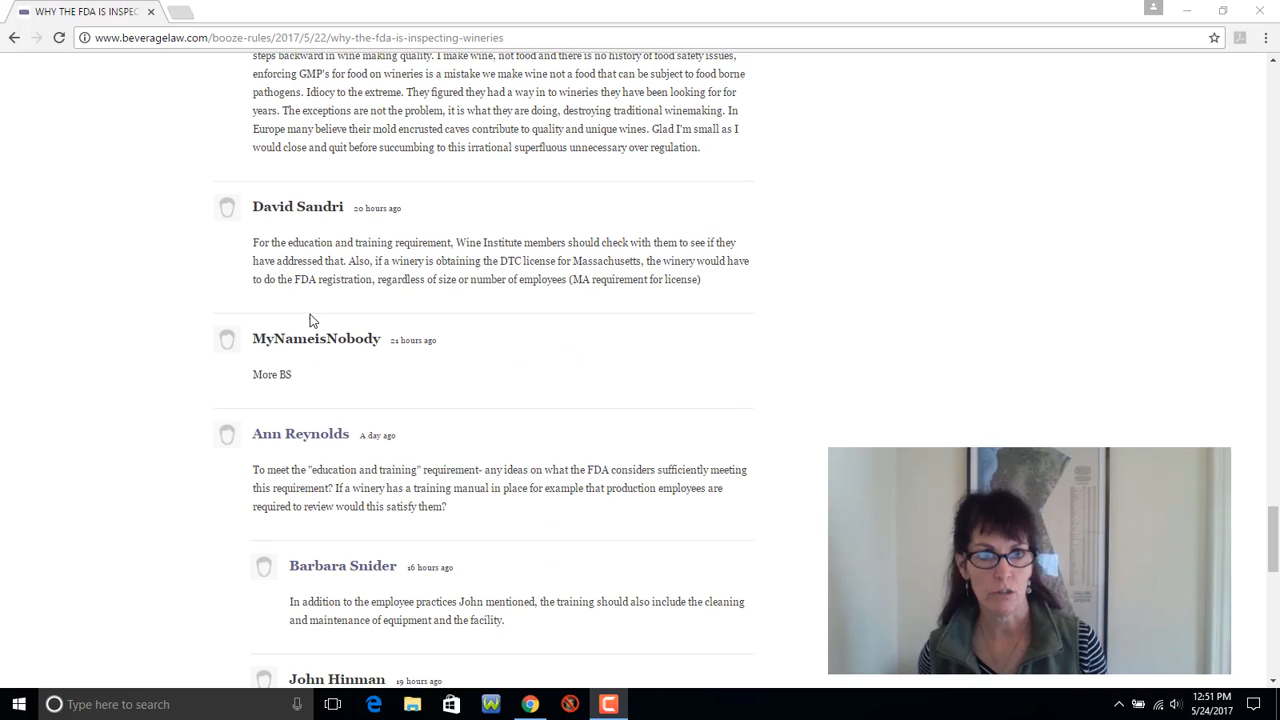 WHY THE FDA IS INSPEC
www.beveragelaw.com/booze-rules/2017/5/22/why-the-fda-is-inspecting-wineries
steps backward in wine making quality. I make wine, not food and there is no history of food safety issues,
enforcing GMP's for food on wineries is a mistake we make wine not a food that can be subject to food borne
pathogens. Idiocy to the extreme. They figured they had a way in to wineries they have been looking for for
years. The exceptions are not the problem, it is what they are doing, destroying traditional winemaking. In
Europe many believe their mold encrusted caves contribute to quality and unique wines. Glad I'm small as I
would close and quit before succumbing to this irrational superfluous unnecessary over regulation.
David Sandri 20 hours ago
For the education and training requirement, Wine Institute members should check with them to see if they
have addressed that. Also, if a winery is obtaining the DTC license for Massachusetts, the winery would have
to do the FDA registration, regardless of size or number of employees (MA requirement for license)
MyNameisNobody 21 hours ago
More BS
Ann Reynolds A day ago
To meet the "education and training" requirement- any ideas on what the FDA considers sufficiently meeting
this requirement? If a winery has a training manual in place for example that production employees are
required to review would this satisfy them?
Barbara Snider 16 hours ago
In addition to the employee practices John mentioned, the training should also include the cleaning
and maintenance of equipment and the facility.
John Hinman 19 hours ago
Type here to search
12:51 PM
5/24/2017